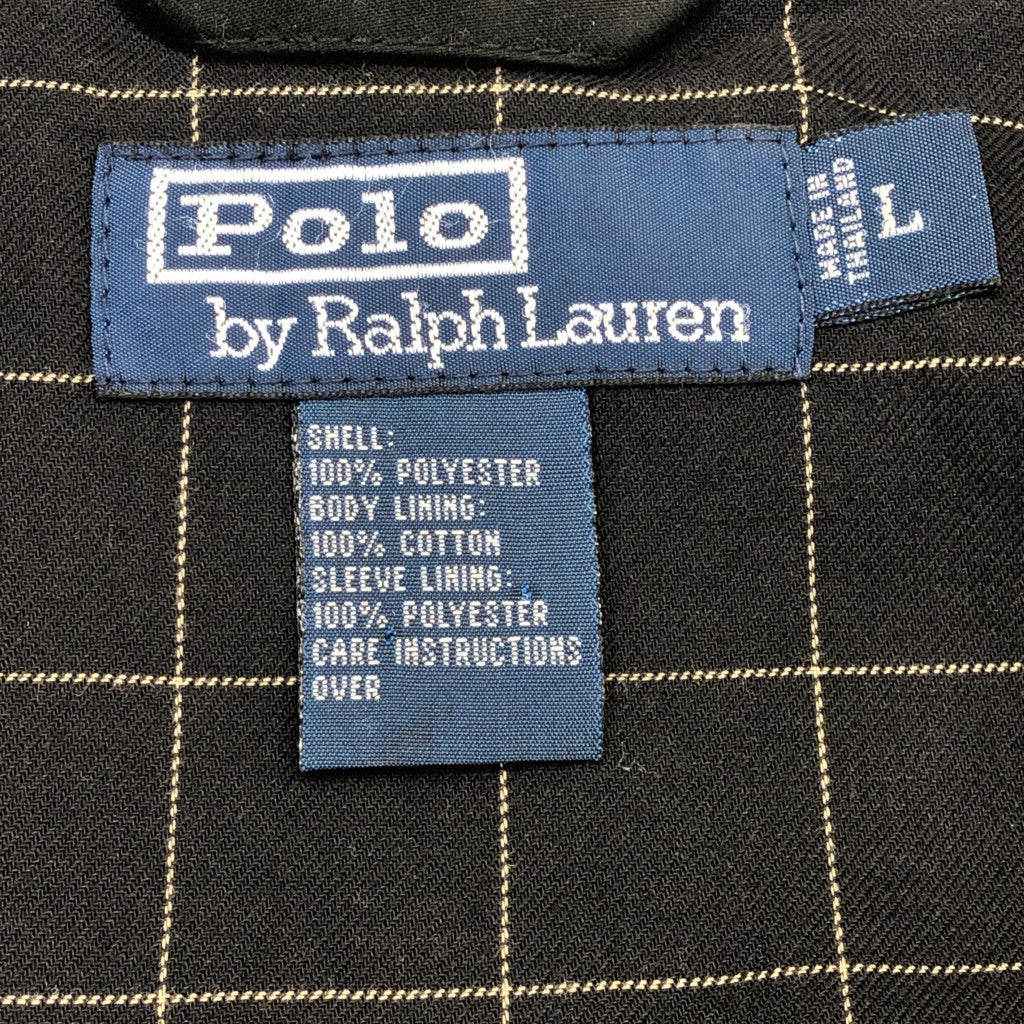 Polo
by Ralph Lauren
MADE IN
THAILAND
L
SHELL:
100% POLYESTER
BODY LINING:
100% COTTON
SLEEVE LINING:
100% POLYESTER
CARE INSTRUCTIONS
OVER